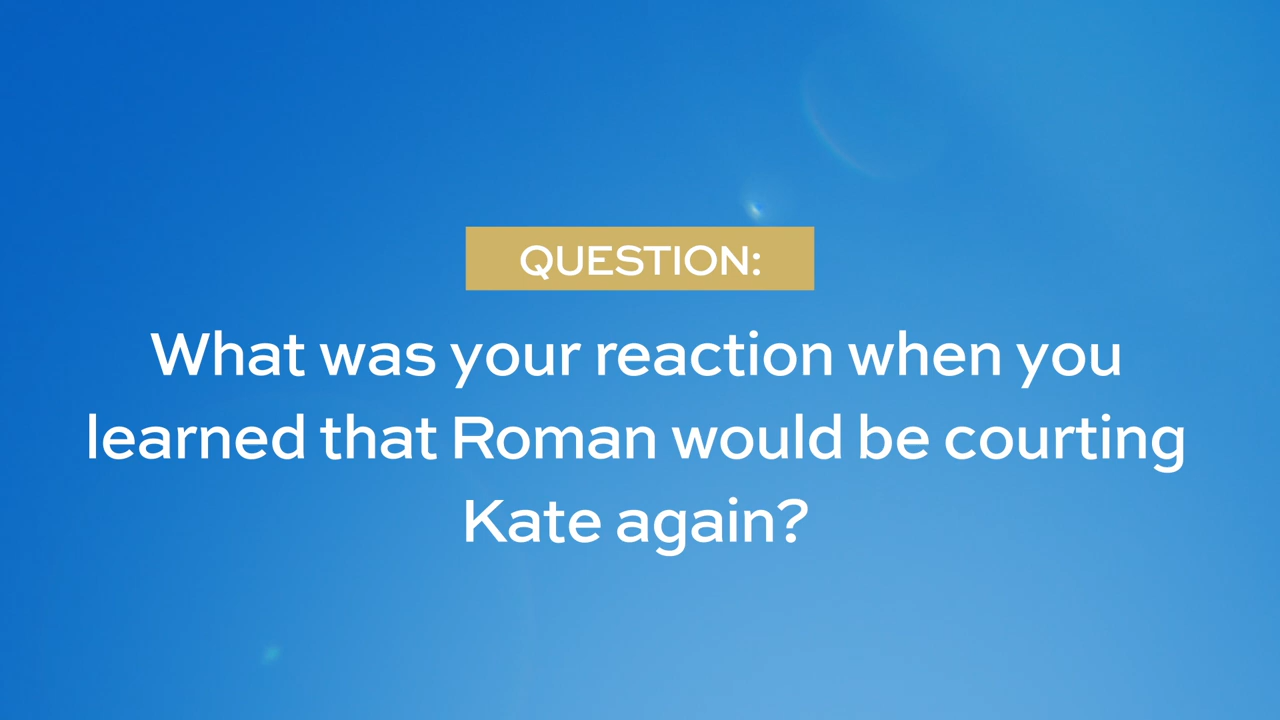 QUESTION:
What was your reaction when you
learned that Roman would be courting
Kate again?